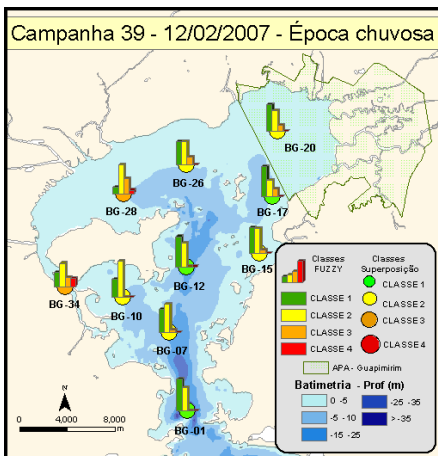 Campanha 39 - 12/02/2007 - Época chuvosa
BG-20
BG-26
BG-28
BG-17
BG-15
BG-12
BG-34
BG-10
BG-07
BG-01
N
0 4,000 8,000
m
Classes
FUZZY
CLASSE 1
CLASSE 2
CLASSE 3
CLASSE 4
Classes
Superposição
CLASSE 1
CLASSE 2
CLASSE 3
CLASSE 4
APA - Guapimirim
Batimetria - Prof (m)
0 -5
-5 -10
-15 -25
-25 -35
>-35